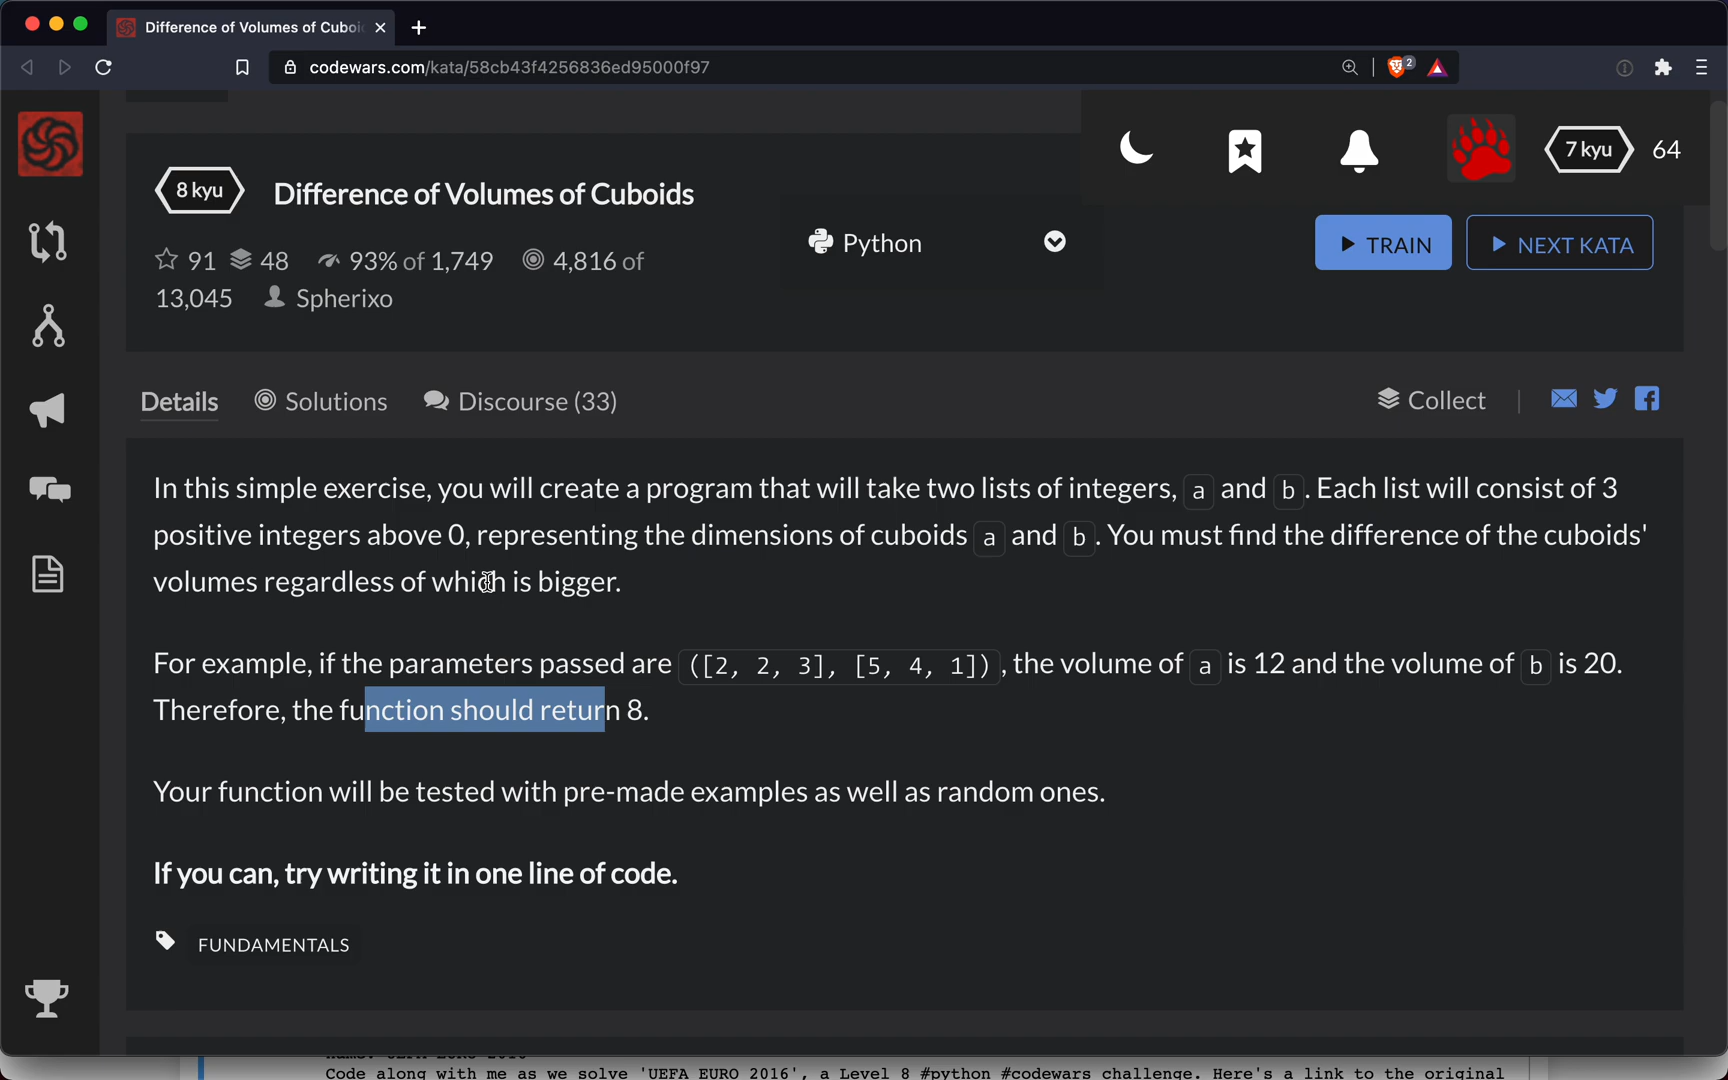 Difference of Volumes of Cuboi
codewars.com/kata/58cb43f4256836ed95000f97
2
8 kyu
Difference of Volumes of Cuboids
7 kyu
64
91 48 93% of 1,749 4,816 of
13,045 Spherixo
Python
TRAIN
NEXT KATA
Details Solutions Discourse (33)
Collect
In this simple exercise, you will create a program that will take two lists of integers, a and b. Each list will consist of 3
positive integers above 0, representing the dimensions of cuboids a and b. You must find the difference of the cuboids'
volumes regardless of which is bigger.
For example, if the parameters passed are ([2, 2, 3], [5, 4, 1]), the volume of a is 12 and the volume of b is 20.
Therefore, the function should return 8.
Your function will be tested with pre-made examples as well as random ones.
If you can, try writing it in one line of code.
FUNDAMENTALS
Code along with me as we solve 'UEFA EURO 2016', a Level 8 #python #codewars challenge. Here's a link to the original